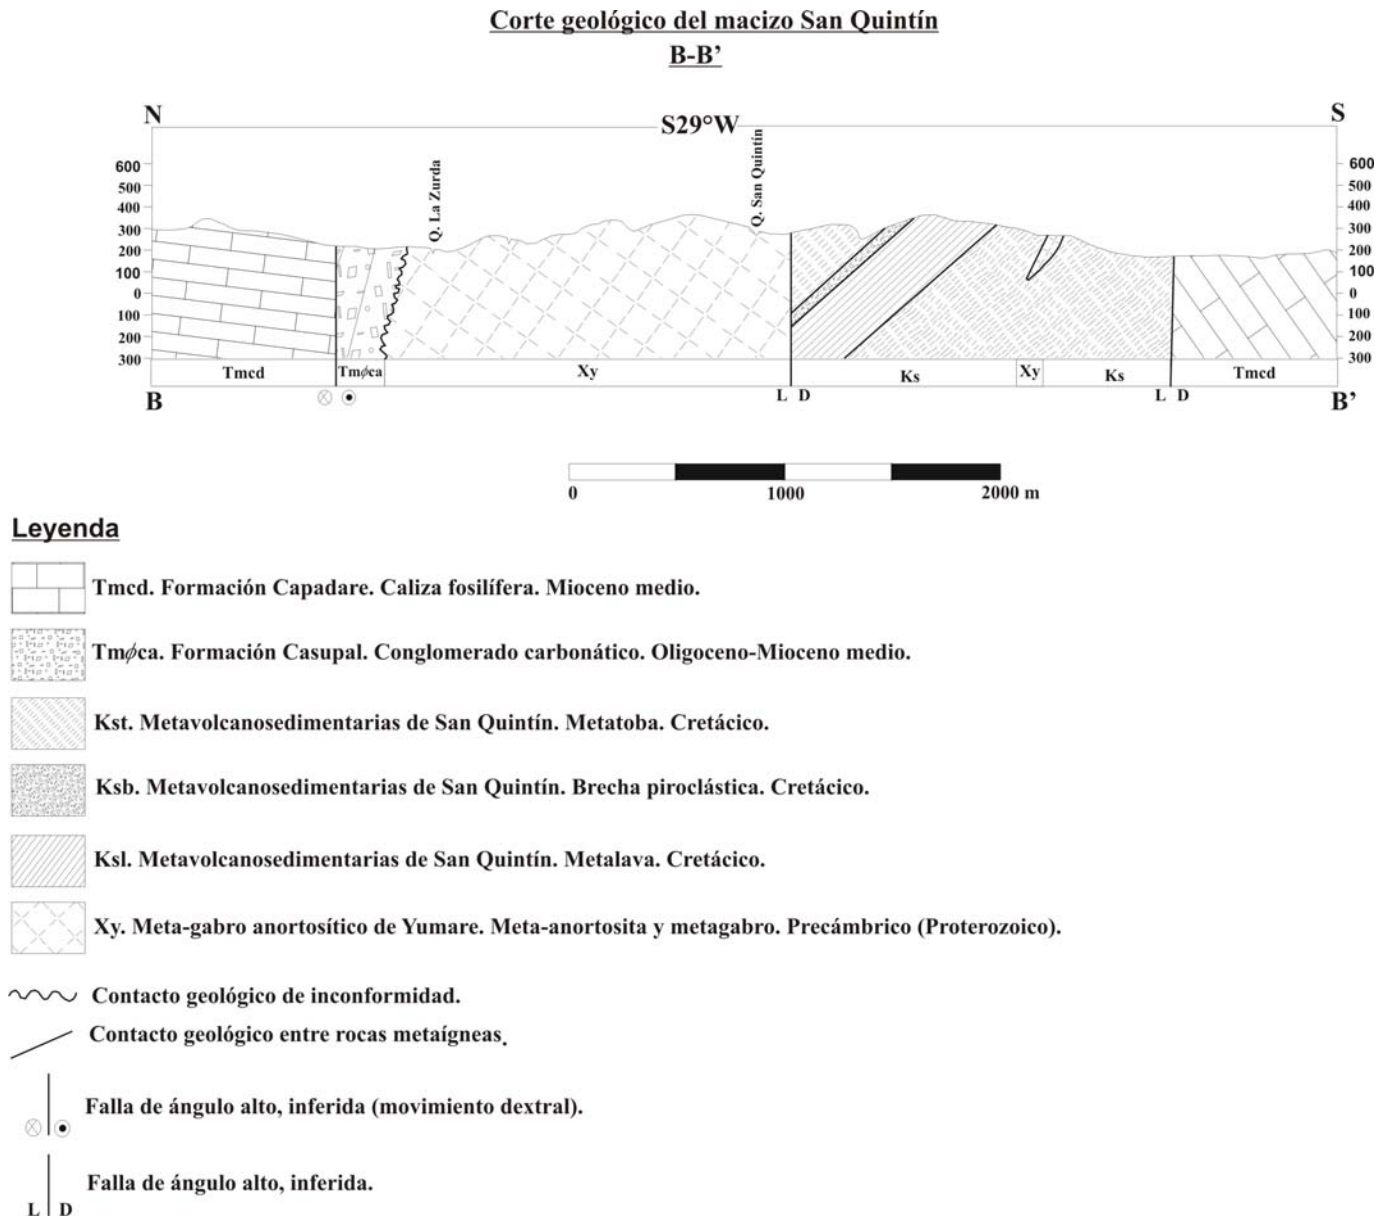 Corte geológico del macizo San Quintín
B-B’
N
S29°W
S
Q. La Zurda
Q. San Quintín
600
500
400
300
200
100
0
100
200
300
600
500
400
300
200
100
0
100
200
300
Tmcd
Tmϕca
Xy
Ks
Xy
Ks
Tmcd
B
L D
L D
B’
0
1000
2000 m
Leyenda
Tmcd. Formación Capadare. Caliza fosilífera. Mioceno medio.
Tmϕca. Formación Casupal. Conglomerado carbonático. Oligoceno-Mioceno medio.
Kst. Metavolcanosedimentarias de San Quintín. Metatoba. Cretácico.
Ksb. Metavolcanosedimentarias de San Quintín. Brecha piroclástica. Cretácico.
Ksl. Metavolcanosedimentarias de San Quintín. Metalava. Cretácico.
Xy. Meta-gabro anortosítico de Yumare. Meta-anortosita y metagabro. Precámbrico (Proterozoico).
Contacto geológico de inconformidad.
Contacto geológico entre rocas metaígneas.
Falla de ángulo alto, inferida (movimiento dextral).
Falla de ángulo alto, inferida.
L D